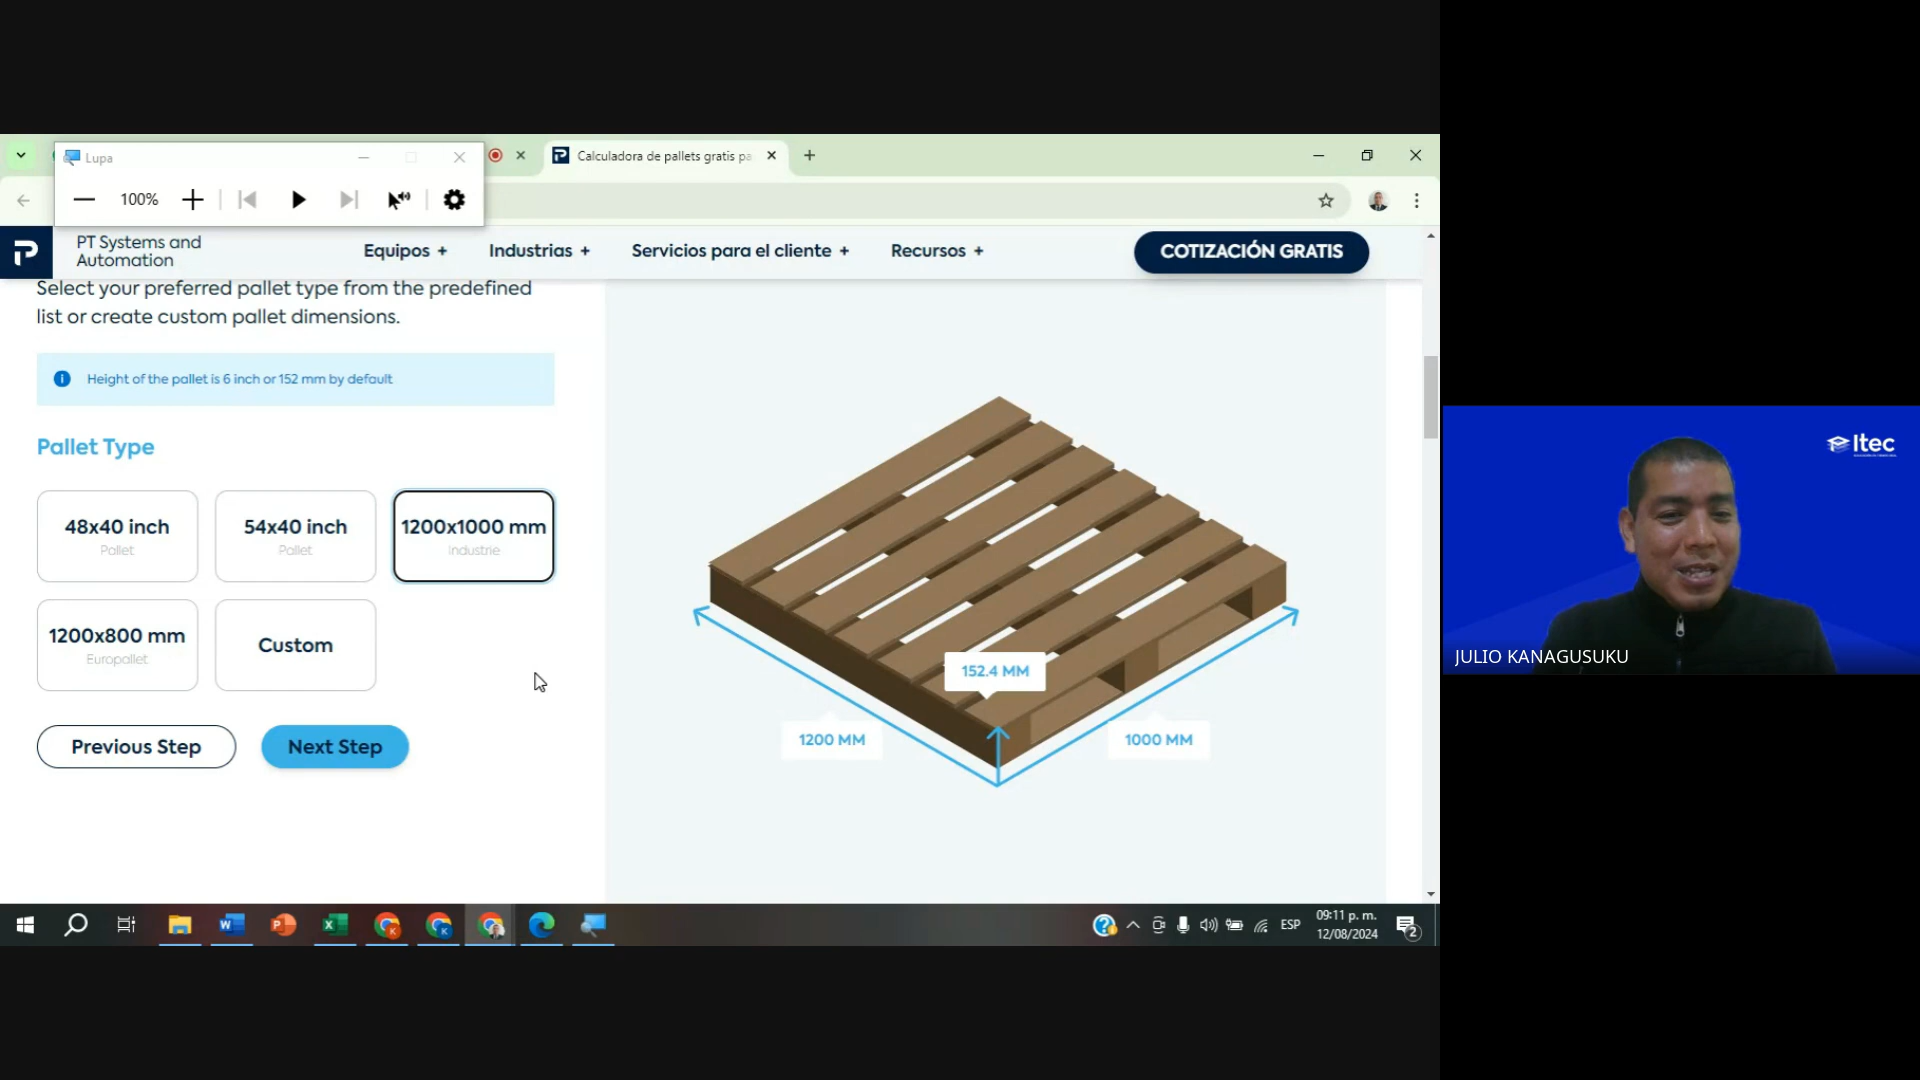 Lupa
100%
Calculadora de pallets gratis pa
PT Systems and
Automation
Equipos +
Industrias +
Servicios para el cliente +
Recursos +
COTIZACIÓN GRATIS
Select your preferred pallet type from the predefined
list or create custom pallet dimensions.
Height of the pallet is 6 inch or 152 mm by default
Pallet Type
48x40 inch
Pallet
54x40 inch
Pallet
1200x1000 mm
Industrie
1200x800 mm
Europallet
Custom
Previous Step
Next Step
152.4 MM
1200 MM
1000 MM
Itec
JULIO KANAGUSUKU
ESP
09:11 p. m.
12/08/2024
2